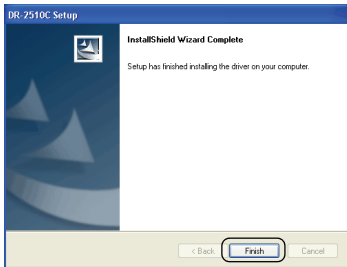 DR-2510C Setup
InstallShield Wizard Complete
Setup has finished installing the driver on your computer.
< Back
Finish
Cancel